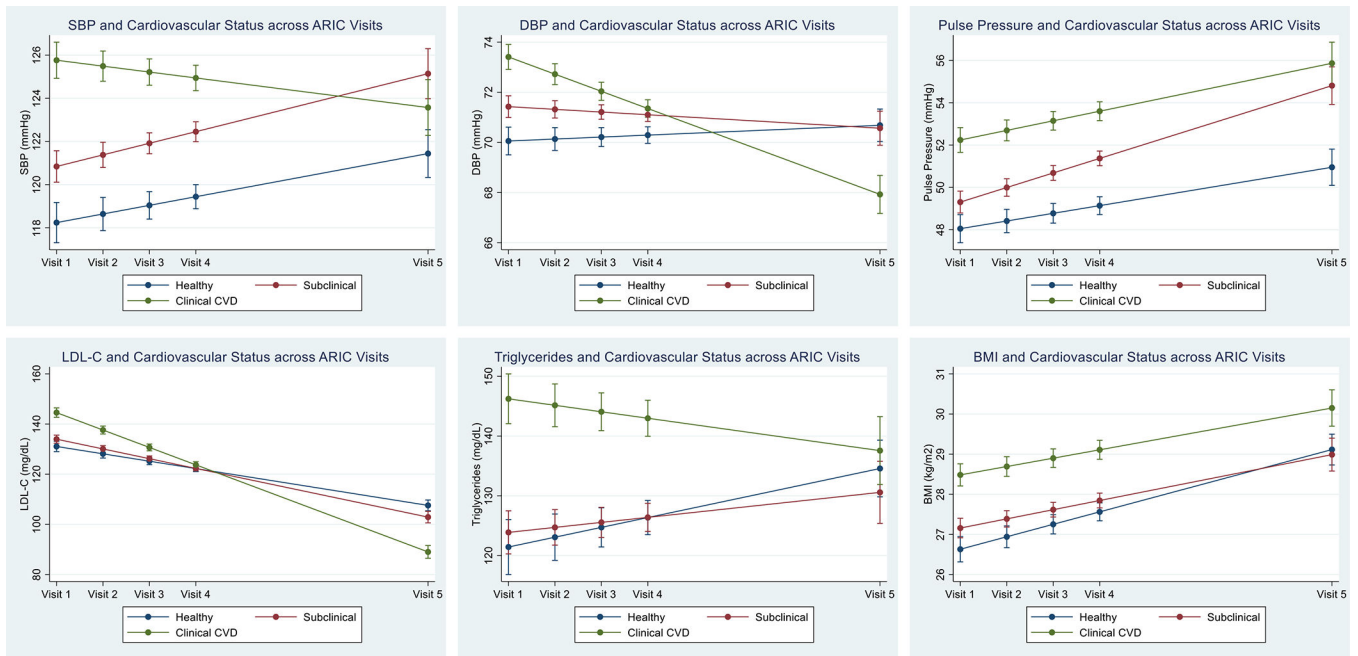 SBP and Cardiovascular Status across ARIC Visits
SBP (mmHg)
126
124
122
120
118
Visit 1 Visit 2 Visit 3 Visit 4 Visit 5
Healthy Subclinical
Clinical CVD
DBP and Cardiovascular Status across ARIC Visits
DBP (mmHg)
74
72
70
68
66
Visit 1 Visit 2 Visit 3 Visit 4 Visit 5
Healthy Subclinical
Clinical CVD
Pulse Pressure and Cardiovascular Status across ARIC Visits
Pulse Pressure (mmHg)
56
54
52
50
48
Visit 1 Visit 2 Visit 3 Visit 4 Visit 5
Healthy Subclinical
Clinical CVD
LDL-C and Cardiovascular Status across ARIC Visits
LDL-C (mg/dL)
160
140
120
100
80
Visit 1 Visit 2 Visit 3 Visit 4 Visit 5
Healthy Subclinical
Clinical CVD
Triglycerides and Cardiovascular Status across ARIC Visits
Triglycerides (mg/dL)
150
140
130
120
Visit 1 Visit 2 Visit 3 Visit 4 Visit 5
Healthy Subclinical
Clinical CVD
BMI and Cardiovascular Status across ARIC Visits
BMI (kg/m2)
31
30
29
28
27
26
Visit 1 Visit 2 Visit 3 Visit 4 Visit 5
Healthy Subclinical
Clinical CVD